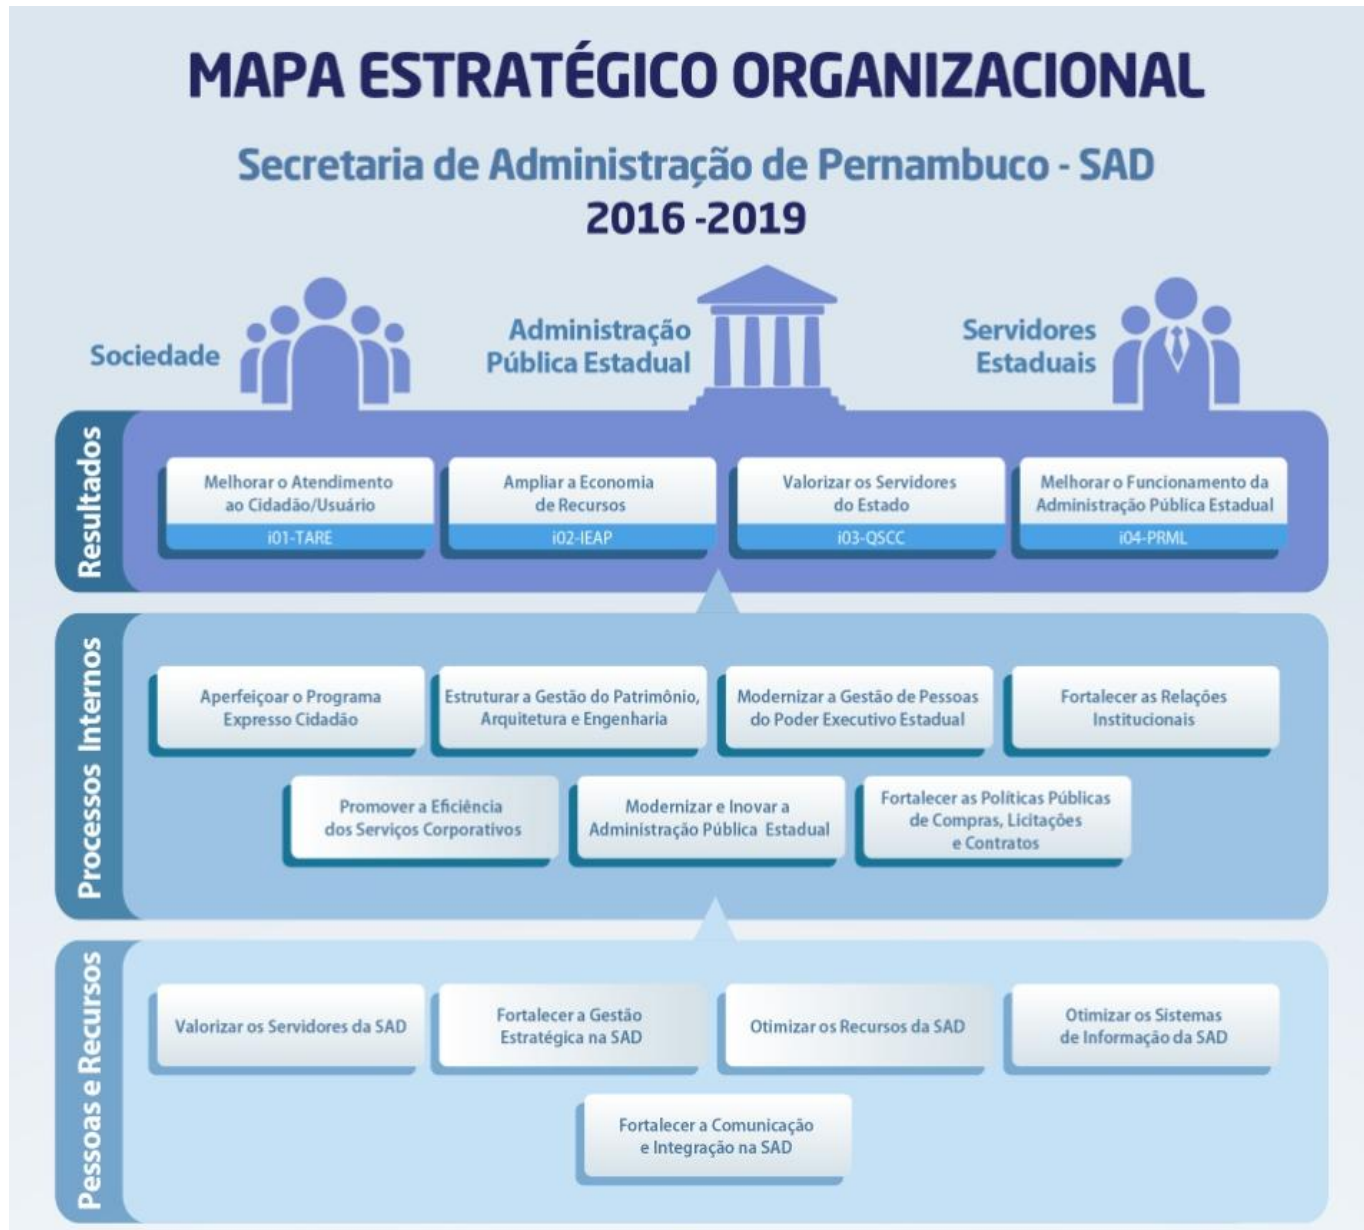 MAPA ESTRATÉGICO ORGANIZACIONAL
Secretaria de Administração de Pernambuco - SAD
2016 -2019
Sociedade
Administração
Pública Estadual
Servidores
Estaduais
Resultados
Melhorar o Atendimento
ao Cidadão/Usuário
i01-TARE
Ampliar a Economia
de Recursos
i02-IEAP
Valorizar os Servidores
do Estado
i03-QSCC
Melhorar o Funcionamento da
Administração Pública Estadual
i04-PRML
Processos Internos
Aperfeiçoar o Programa
Expresso Cidadão
Estruturar a Gestão do Patrimônio,
Arquitetura e Engenharia
Modernizar a Gestão de Pessoas
do Poder Executivo Estadual
Fortalecer as Relações
Institucionais
Promover a Eficiência
dos Serviços Corporativos
Modernizar e Inovar a
Administração Pública Estadual
Fortalecer as Políticas Públicas
de Compras, Licitações
e Contratos
Pessoas e Recursos
Valorizar os Servidores da SAD
Fortalecer a Gestão
Estratégica na SAD
Otimizar os Recursos da SAD
Otimizar os Sistemas
de Informação da SAD
Fortalecer a Comunicação
e Integração na SAD